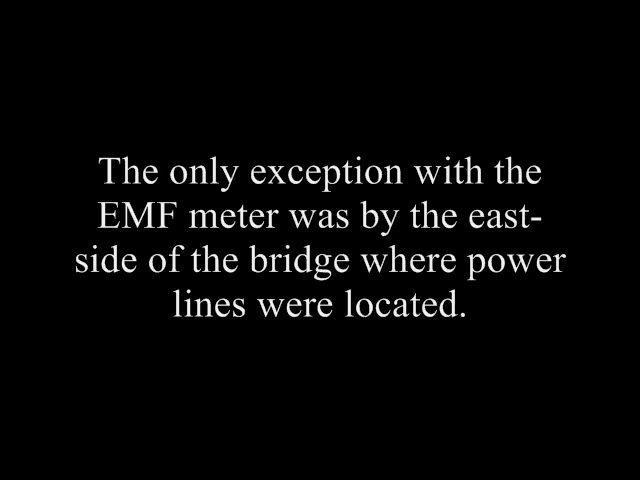 The only exception with the
EMF meter was by the east-
side of the bridge where power
lines were located.